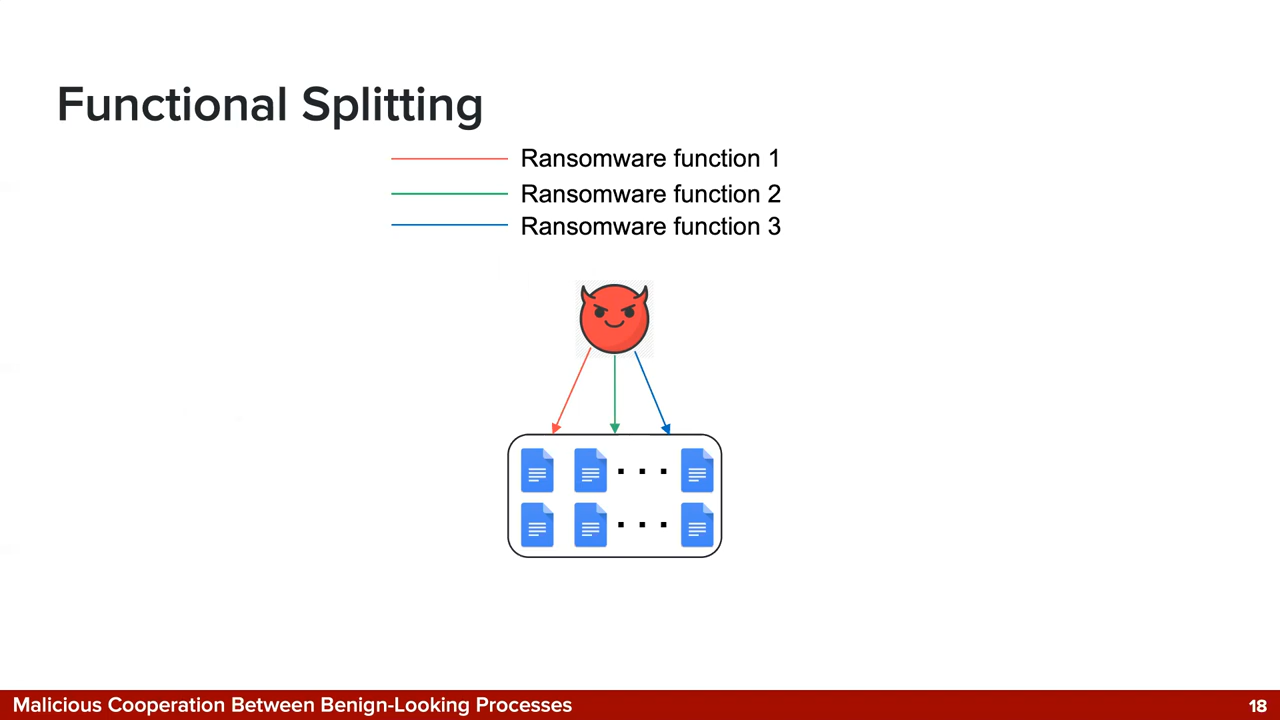 Functional Splitting
Ransomware function 1
Ransomware function 2
Ransomware function 3
Malicious Cooperation Between Benign-Looking Processes
18